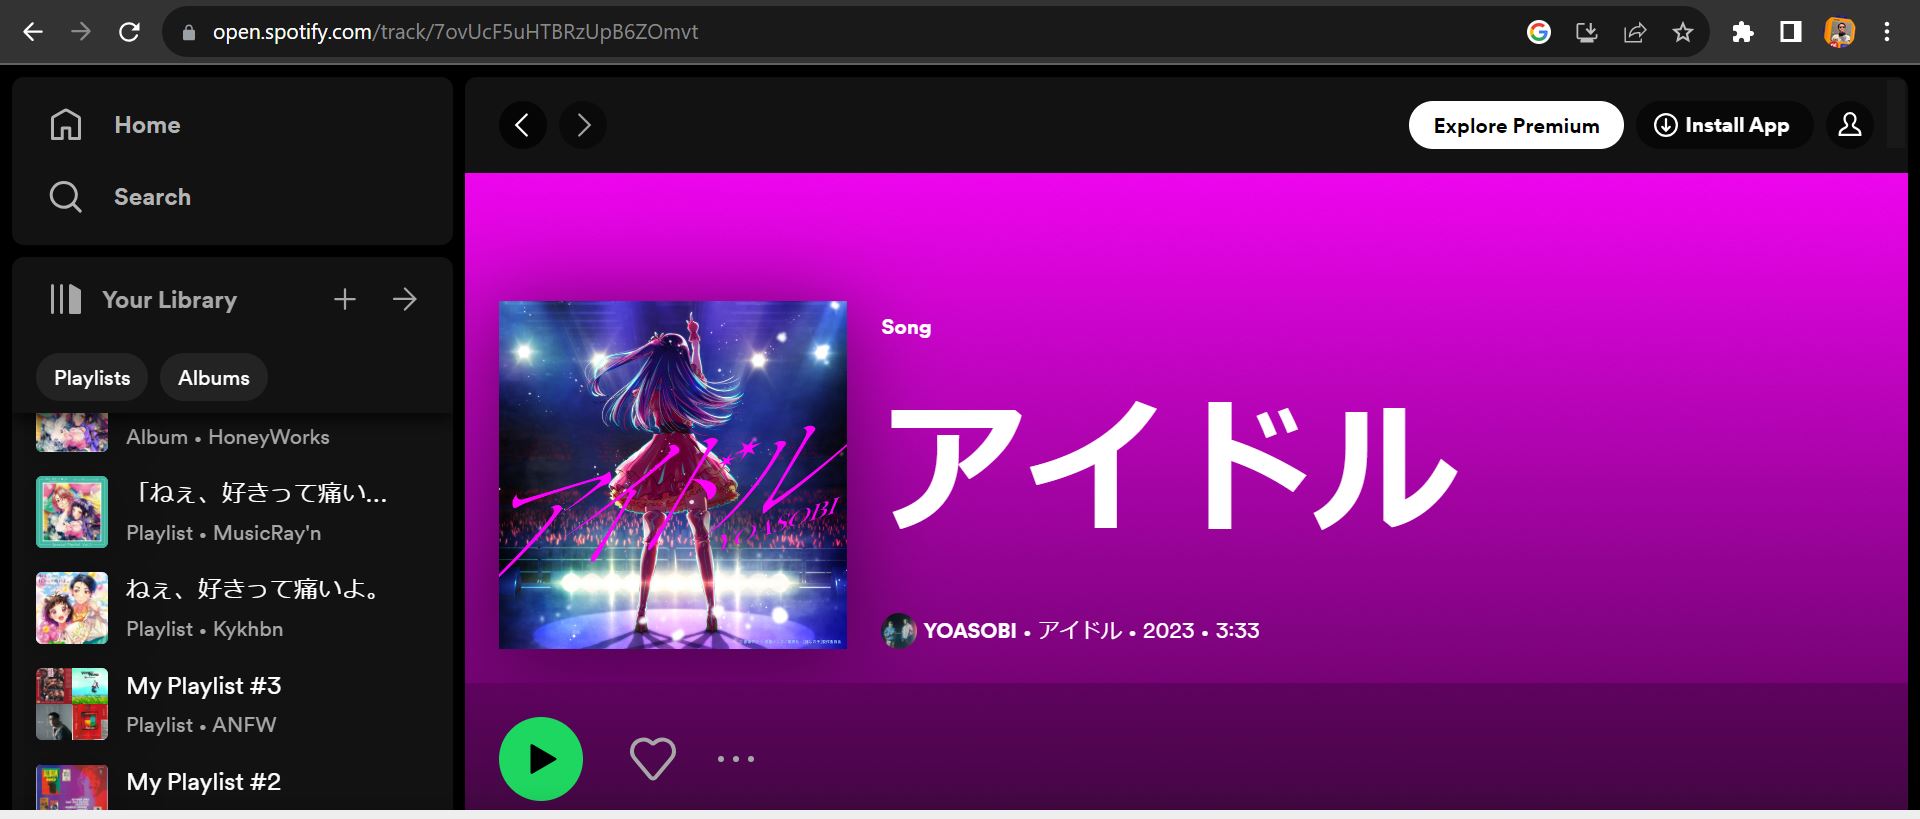 open.spotify.com/track/7ovUcF5uHTBRzUpB6ZOmvt
Home
Search
Your Library
Playlists
Albums
Album • HoneyWorks
「ねぇ、好きって痛い...
Playlist • MusicRay'n
ねぇ、好きって痛いよ。
Playlist • Kykhbn
My Playlist #3
Playlist • ANFW
My Playlist #2
Explore Premium
Install App
アイドル
YOASOBI
Song
アイドル
YOASOBI • アイドル • 2023 • 3:33